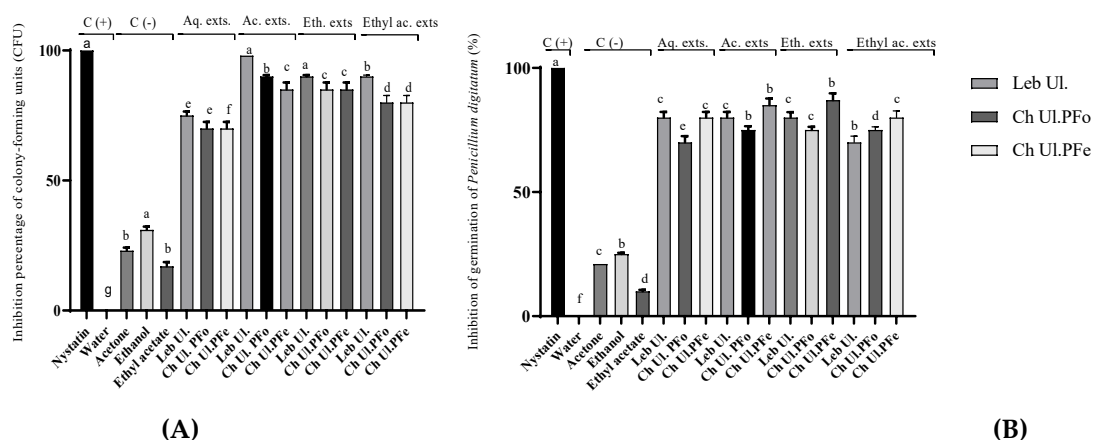 C (+) C (-) Aq. exts. Ac. exts. Eth. exts Ethyl ac. exts
Inhibition percentage of colony-forming units (CFU)
100
50
0
a g b a b e e f a b c a c c b d d
Nystatin
Water
Acetone
Ethanol
Ethyl acetate
Leb Ul.
Ch Ul. PFo
Ch Ul.PFe
Leb Ul.
Ch Ul. PFo
Ch Ul.PFe
Leb Ul.
Ch Ul.PFo
Ch Ul.PFe
Leb Ul.
Ch Ul.PFo
Ch Ul.PFe
(A)
C (+) C (-) Aq. exts. Ac. exts. Eth. exts Ethyl ac. exts
Inhibition of germination of Penicillium digitatum (%)
100
50
0
a f c b d c e c c b b c c b b d c
Nystatin
Water
Acetone
Ethanol
Ethyl acetate
Leb Ul.
Ch Ul. PFo
Ch Ul.PFe
Leb Ul.
Ch Ul. PFo
Ch Ul.PFe
Leb Ul.
Ch Ul.PFo
Ch Ul.PFe
Leb Ul.
Ch Ul.PFo
Ch Ul.PFe
(B)
Leb Ul.
Ch Ul.PFo
Ch Ul.PFe